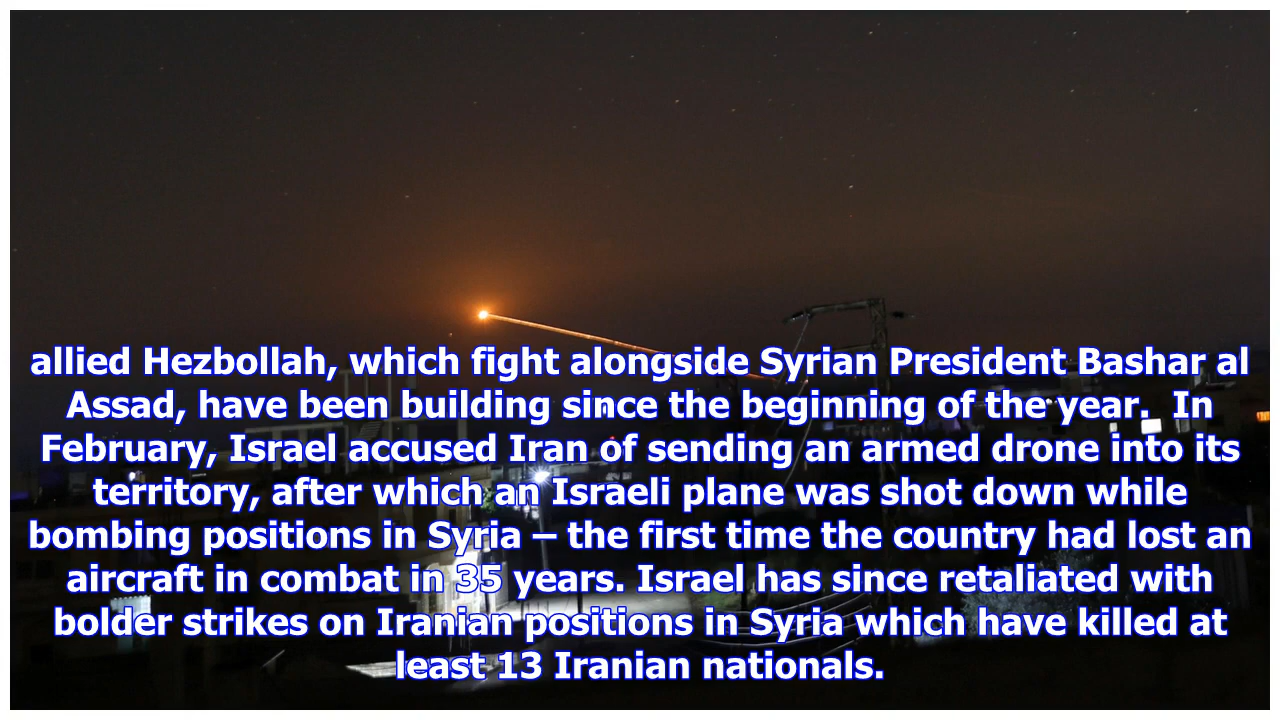 allied Hezbollah, which fight alongside Syrian President Bashar al
Assad, have been building since the beginning of the year.  In
February, Israel accused Iran of sending an armed drone into its
territory, after which an Israeli plane was shot down while
bombing positions in Syria – the first time the country had lost an
aircraft in combat in 35 years. Israel has since retaliated with
bolder strikes on Iranian positions in Syria which have killed at
least 13 Iranian nationals.